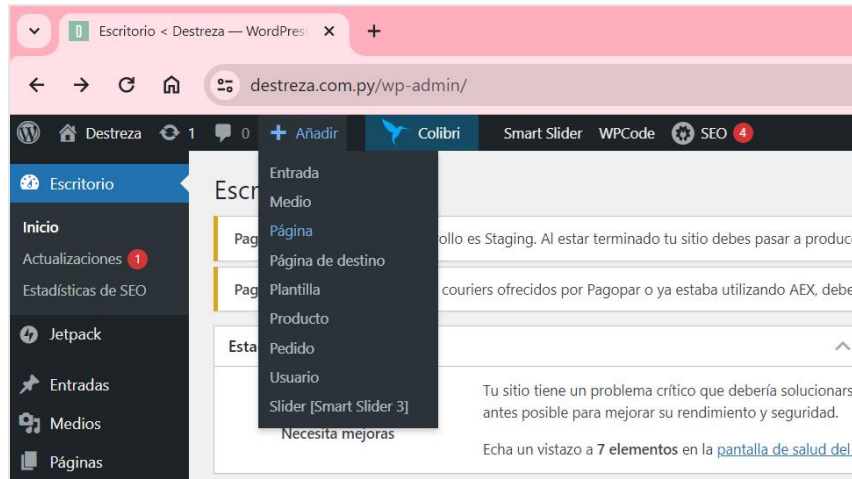 D Escritorio < Destreza — WordPress
destreza.com.py/wp-admin/
Destreza 1 0 Añadir Colibri Smart Slider WPCode SEO 4
Escritorio
Inicio
Actualizaciones 1
Estadísticas de SEO
Jetpack
Entradas
Medios
Páginas
Entrada
Medio
Página
Página de destino
Plantilla
Producto
Pedido
Usuario
Slider [Smart Slider 3]
Escr
Pag rollo es Staging. Al estar terminado tu sitio debes pasar a produc
Pag couriers ofrecidos por Pagopar o ya estaba utilizando AEX, debe
Esta
Necesita mejoras
Tu sitio tiene un problema crítico que debería solucionars
antes posible para mejorar su rendimiento y seguridad.
Echa un vistazo a 7 elementos en la pantalla de salud del